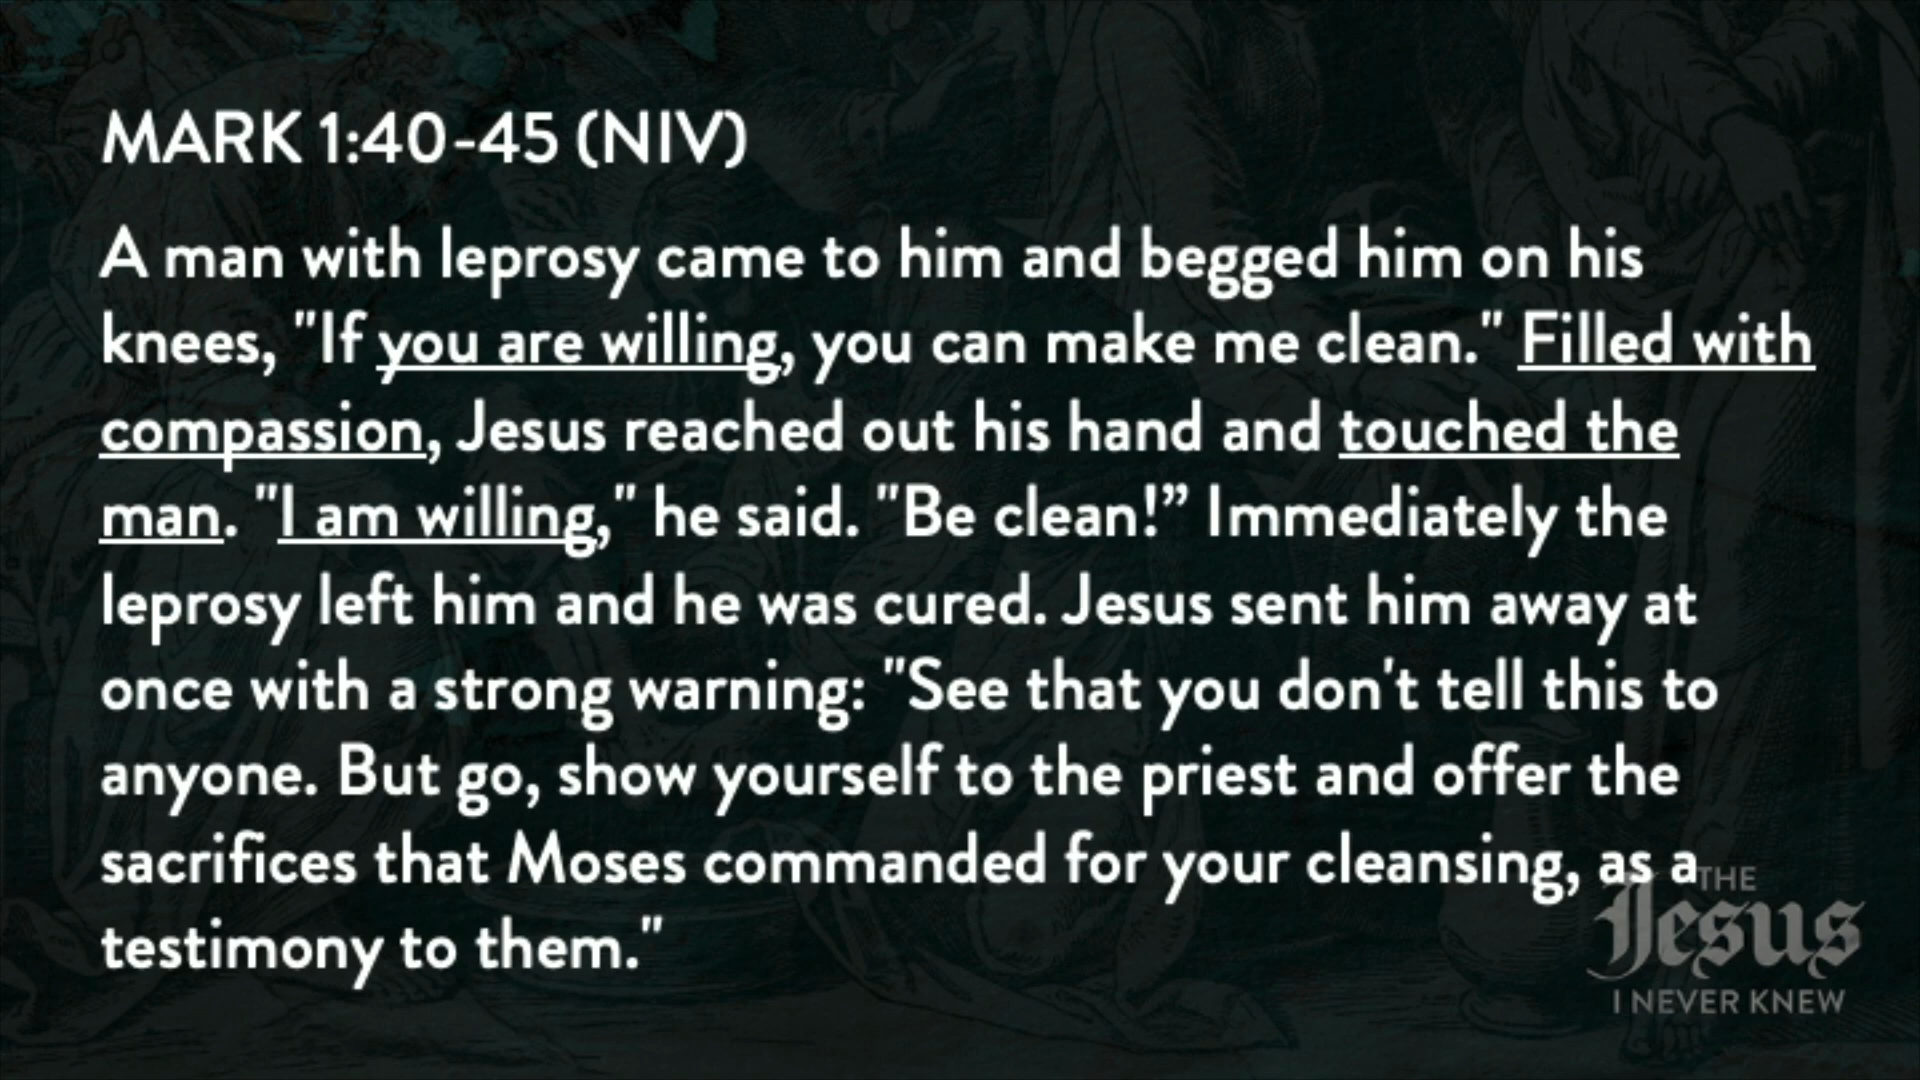 MARK 1:40-45 (NIV)
A man with leprosy came to him and begged him on his
knees, "If you are willing, you can make me clean." Filled with
compassion, Jesus reached out his hand and touched the
man. "I am willing," he said. "Be clean!” Immediately the
leprosy left him and he was cured. Jesus sent him away at
once with a strong warning: "See that you don't tell this to
anyone. But go, show yourself to the priest and offer the
sacrifices that Moses commanded for your cleansing, as a
testimony to them."
THE
Jesus
I NEVER KNEW